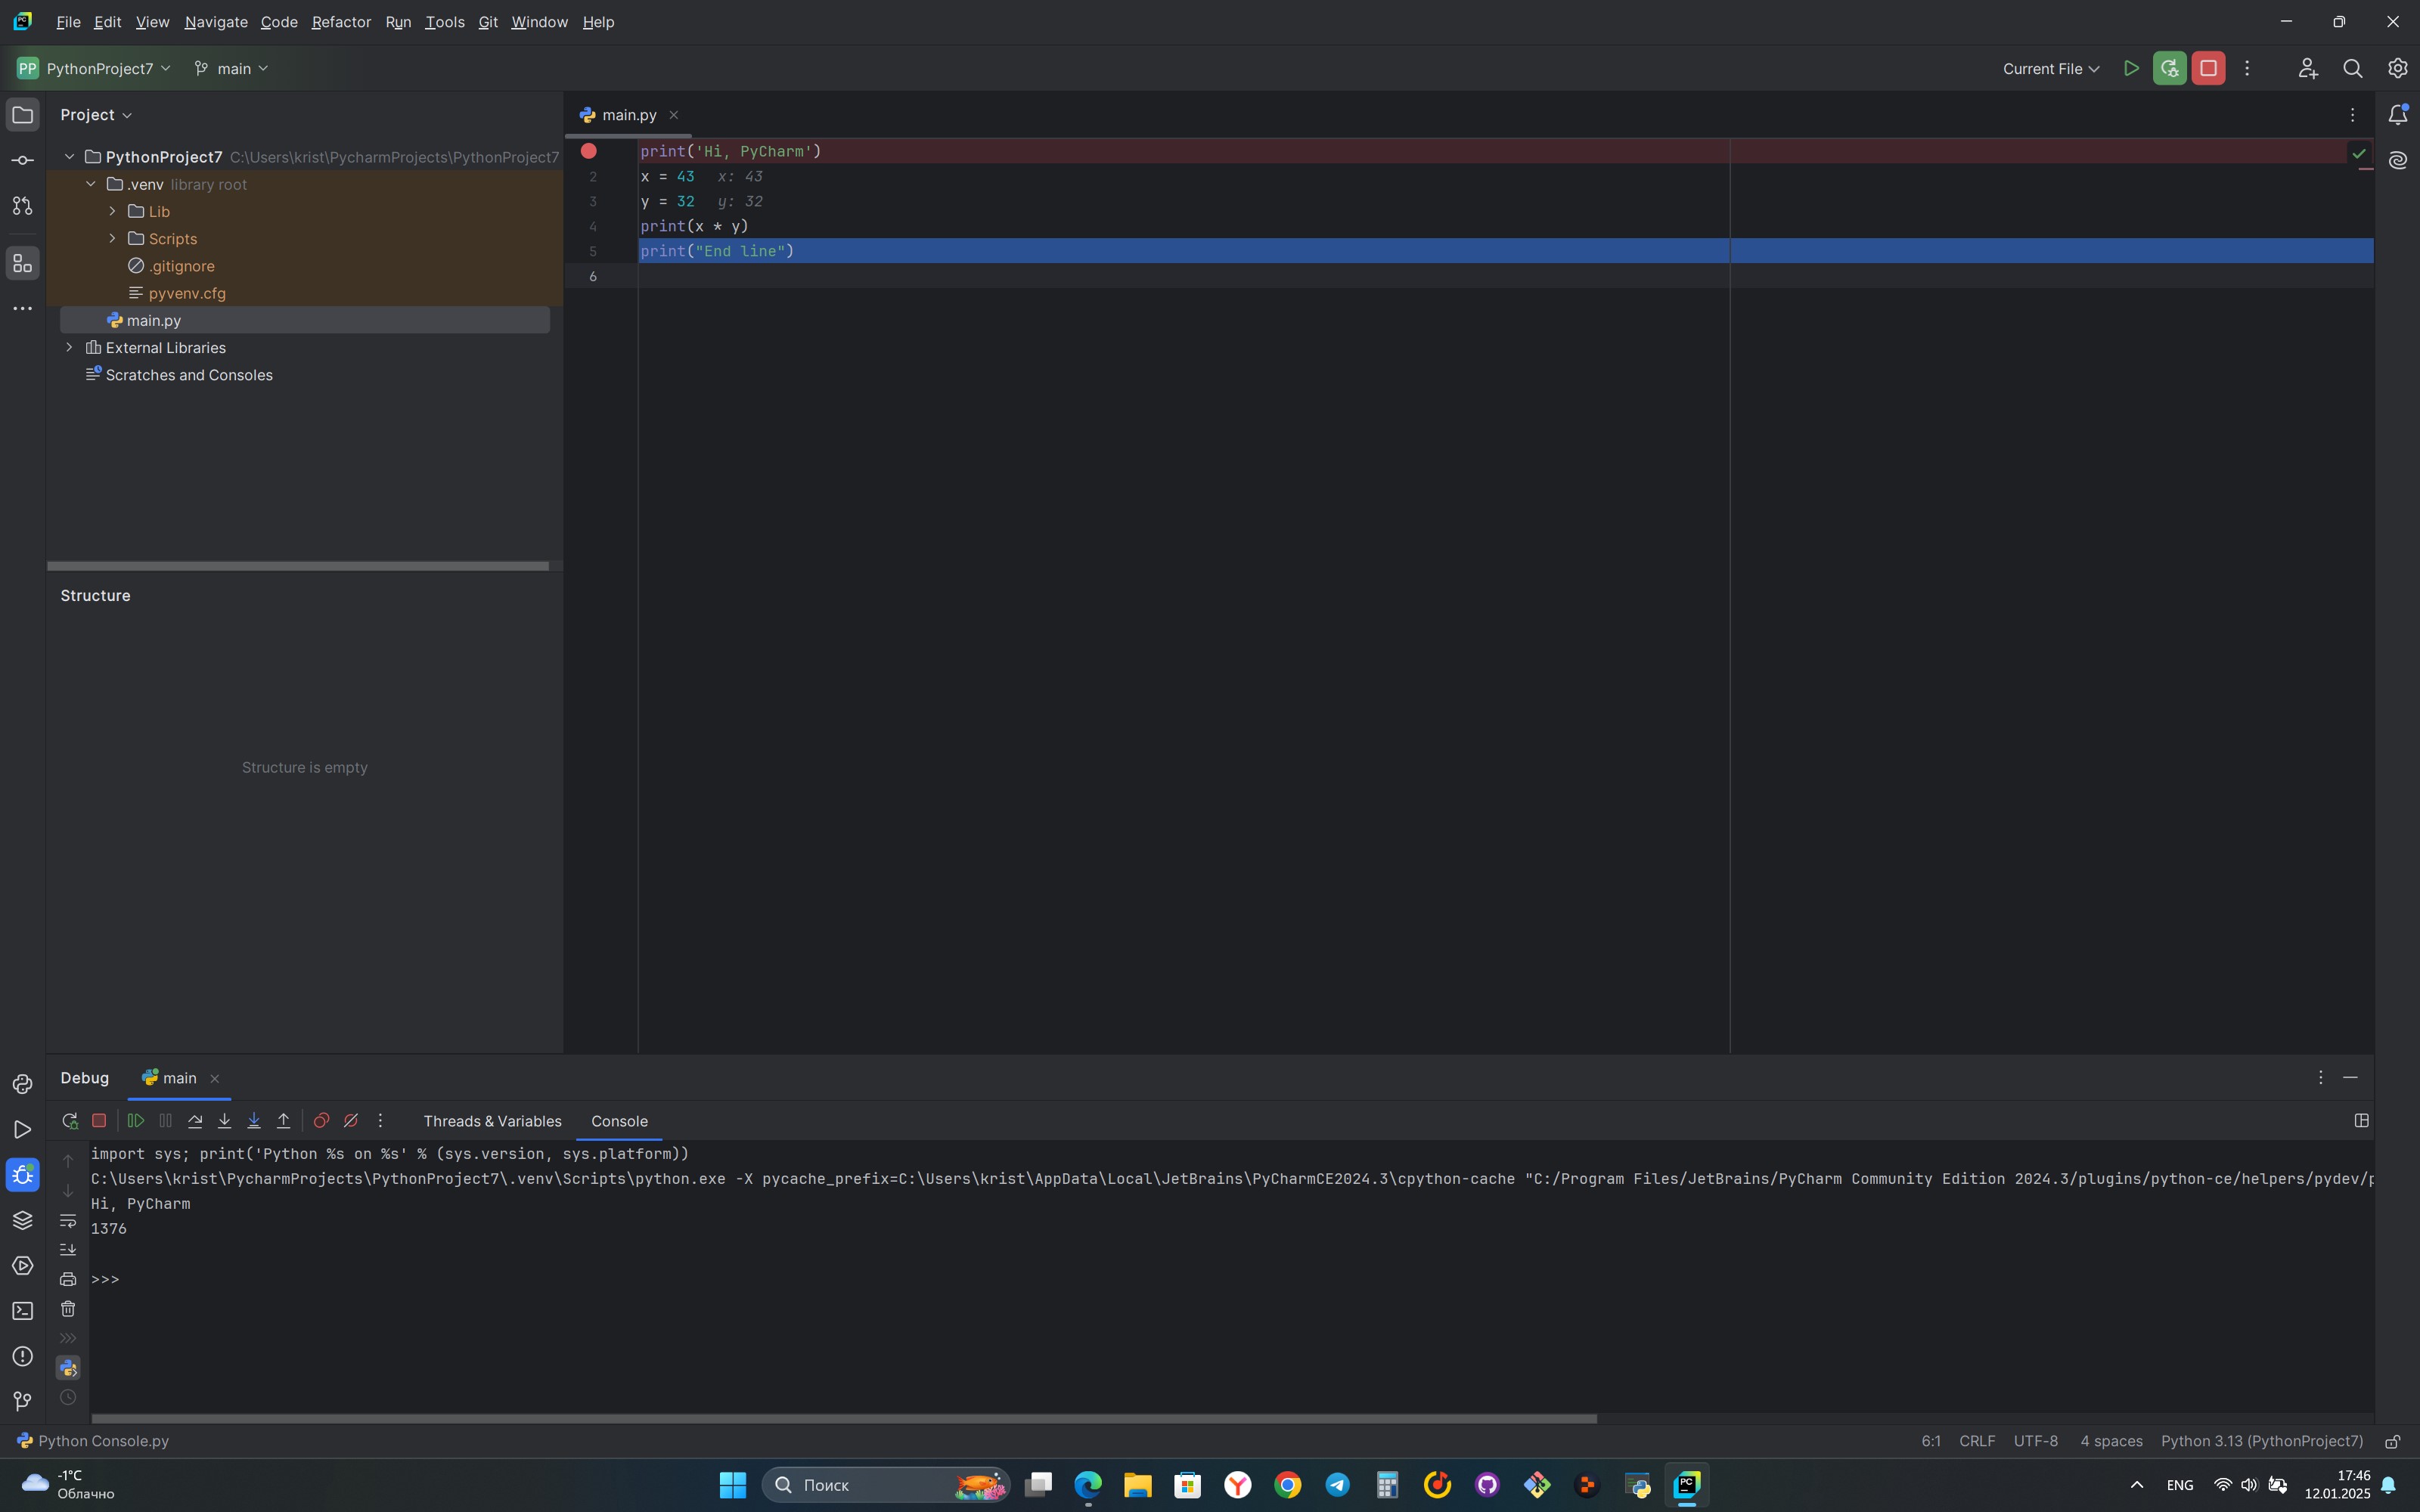 File Edit View Navigate Code Refactor Run Tools Git Window Help
PP PythonProject7 main Current File
Project
main.py
PythonProject7 C:\Users\krist\PycharmProjects\PythonProject7
.venv library root
Lib
Scripts
.gitignore
pyvenv.cfg
main.py
External Libraries
Scratches and Consoles
print('Hi, PyCharm')
2 x = 43 x: 43
3 y = 32 y: 32
4 print(x * y)
5 print("End line")
6
Structure
Structure is empty
Debug main
Threads & Variables Console
import sys; print('Python %s on %s' % (sys.version, sys.platform))
C:\Users\krist\PycharmProjects\PythonProject7\.venv\Scripts\python.exe -X pycache_prefix=C:\Users\krist\AppData\Local\JetBrains\PyCharmCE2024.3\cpython-cache "C:/Program Files/JetBrains/PyCharm Community Edition 2024.3/plugins/python-ce/helpers/pydev/p
Hi, PyCharm
1376
>>>
Python Console.py 6:1 CRLF UTF-8 4 spaces Python 3.13 (PythonProject7)
-1°C
Облачно
Поиск
ENG
17:46
12.01.2025